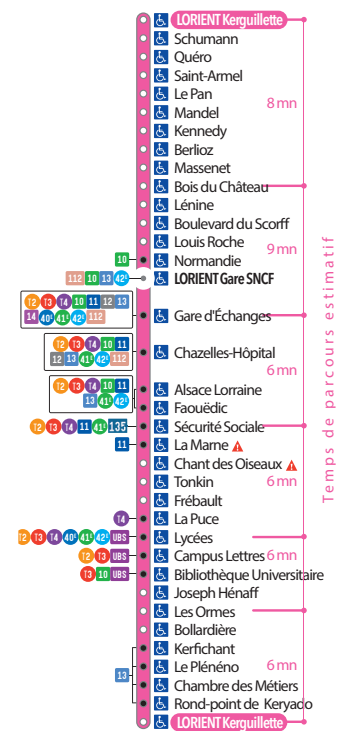 LORIENT Kerguillette
Schumann
Quéro
Saint-Armel
Le Pan
8 mn
Mandel
Kennedy
Berlioz
Massenet
Bois du Château
Lénine
Boulevard du Scorff
Louis Roche
9 mn
10 Normandie
112 10 13 42
LORIENT Gare SNCF
T2 T3 T4 10 11 12 13
14 40 41 42 112
Gare d'Échanges
T2 T3 T4 10 11
12 13 41 42 112
Chazelles-Hôpital
6 mn
T2 T3 T4 10 11
13 41 42
Alsace Lorraine
Faouëdic
T2 T3 T4 11 41 135 Sécurité Sociale
11 La Marne
Chant des Oiseaux
Tonkin
6 mn
Frébault
T4 La Puce
T2 T3 T4 40 41 42 UBS Lycées
T2 T3 UBS Campus Lettres 6 mn
T3 10 UBS Bibliothèque Universitaire
Joseph Hénaff
Les Ormes
Bollardière
Kerfichant
13 Le Plénéno 6 mn
Chambre des Métiers
Rond-point de Keryado
LORIENT Kerguillette
Temps de parcours estimatif